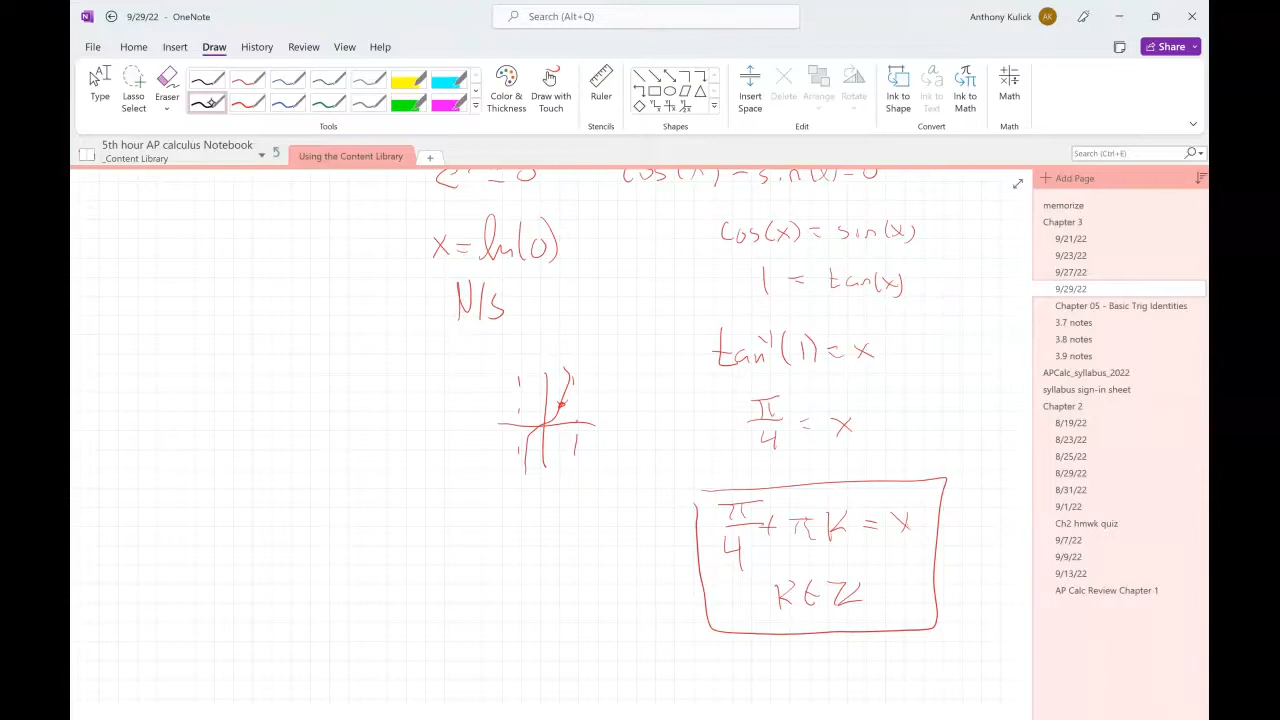 9/29/22 - OneNote
Search (Alt+Q)
Anthony Kulick
AK
File Home Insert Draw History Review View Help
Share
Type
Lasso Select
Eraser
Color & Thickness
Draw with Touch
Ruler
Insert Space
Delete
Arrange
Rotate
Ink to Shape
Ink to Text
Ink to Math
Math
Tools
Stencils
Shapes
Edit
Convert
Math
5th hour AP calculus Notebook
_Content Library
Using the Content Library
Search (Ctrl+E)
cos(x) - sin(x) = 0
x = ln(0)
N/s
cos(x) = sin(x)
1 = tan(x)
tan⁻¹(1) = x
π/4 = x
π/4 + πK = x
K ∈ ℤ
Add Page
memorize
Chapter 3
9/21/22
9/23/22
9/27/22
9/29/22
Chapter 05 - Basic Trig Identities
3.7 notes
3.8 notes
3.9 notes
APCalc_syllabus_2022
syllabus sign-in sheet
Chapter 2
8/19/22
8/23/22
8/25/22
8/29/22
8/31/22
9/1/22
Ch2 hmwk quiz
9/7/22
9/9/22
9/13/22
AP Calc Review Chapter 1